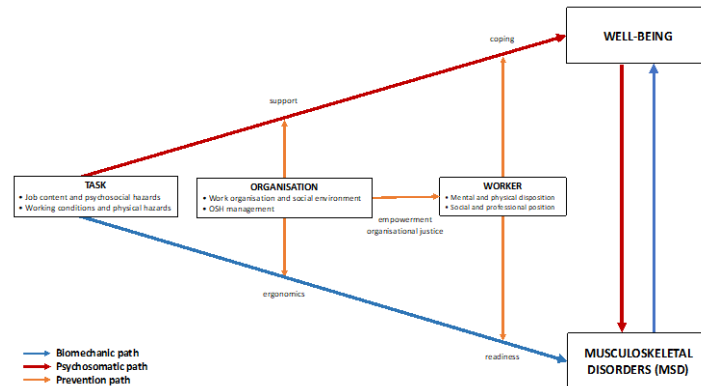 WELL-BEING
coping
support
TASK
• Job content and psychosocial hazards
• Working conditions and physical hazards
ORGANISATION
• Work organisation and social environment
• OSH management
WORKER
• Mental and physical disposition
• Social and professional position
empowerment
organisational justice
ergonomics
readiness
MUSCULOSKELETAL
DISORDERS (MSD)
Biomechanic path
Psychosomatic path
Prevention path